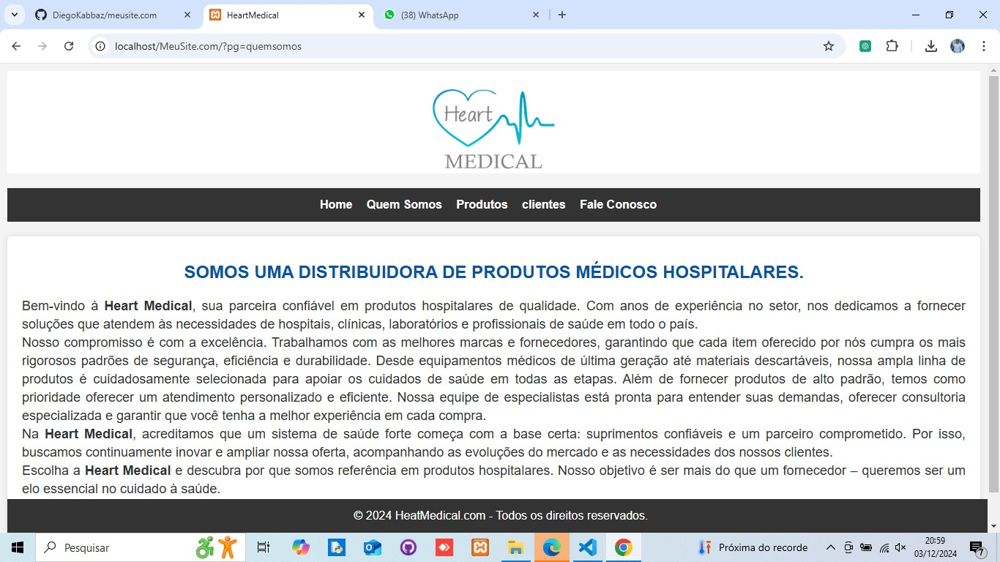 DiegoKabbaz/meusite.com
HeartMedical
(38) WhatsApp
localhost/MeuSite.com/?pg=quemsomos
Heart
MEDICAL
Home Quem Somos Produtos clientes Fale Conosco
SOMOS UMA DISTRIBUIDORA DE PRODUTOS MÉDICOS HOSPITALARES.
Bem-vindo à Heart Medical, sua parceira confiável em produtos hospitalares de qualidade. Com anos de experiência no setor, nos dedicamos a fornecer
soluções que atendem às necessidades de hospitais, clínicas, laboratórios e profissionais de saúde em todo o país.
Nosso compromisso é com a excelência. Trabalhamos com as melhores marcas e fornecedores, garantindo que cada item oferecido por nós cumpra os mais
rigorosos padrões de segurança, eficiência e durabilidade. Desde equipamentos médicos de última geração até materiais descartáveis, nossa ampla linha de
produtos é cuidadosamente selecionada para apoiar os cuidados de saúde em todas as etapas. Além de fornecer produtos de alto padrão, temos como
prioridade oferecer um atendimento personalizado e eficiente. Nossa equipe de especialistas está pronta para entender suas demandas, oferecer consultoria
especializada e garantir que você tenha a melhor experiência em cada compra.
Na Heart Medical, acreditamos que um sistema de saúde forte começa com a base certa: suprimentos confiáveis e um parceiro comprometido. Por isso,
buscamos continuamente inovar e ampliar nossa oferta, acompanhando as evoluções do mercado e as necessidades dos nossos clientes.
Escolha a Heart Medical e descubra por que somos referência em produtos hospitalares. Nosso objetivo é ser mais do que um fornecedor – queremos ser um
elo essencial no cuidado à saúde.
© 2024 HeatMedical.com - Todos os direitos reservados.
Pesquisar
Próxima do recorde
20:59
03/12/2024
7